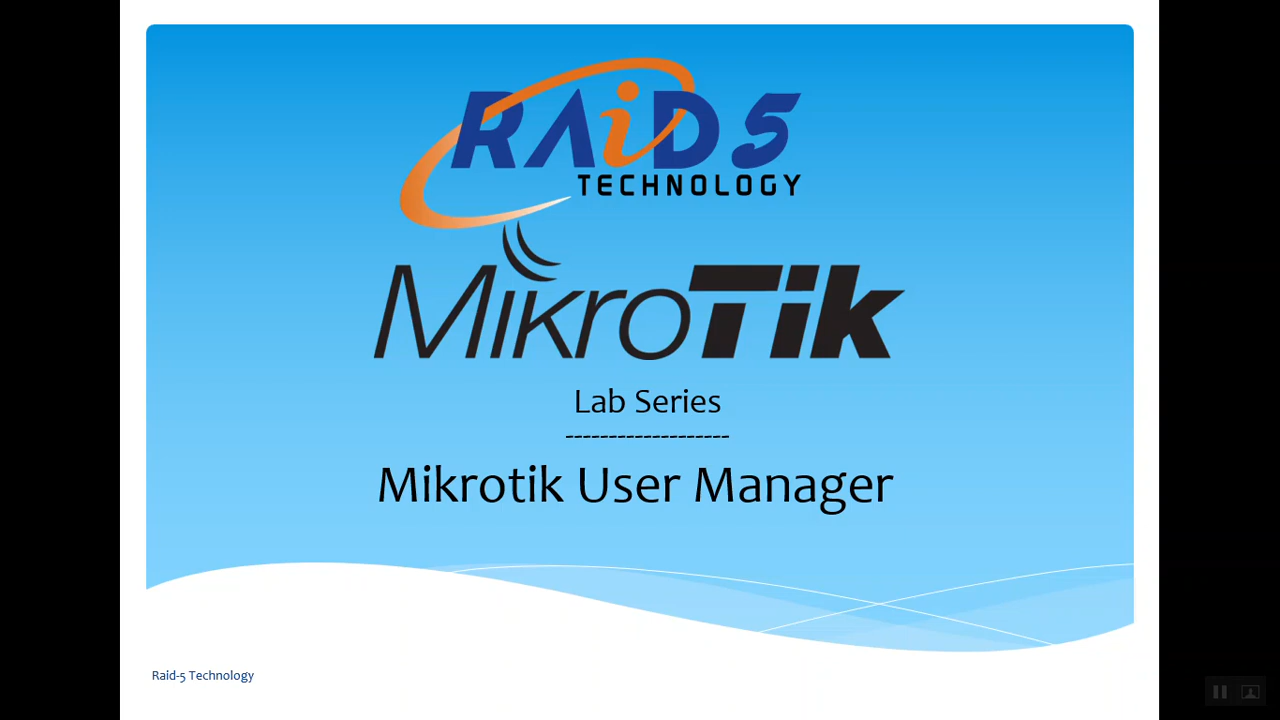 RAiD 5
TECHNOLOGY
MikroTik
Lab Series
-------------------
Mikrotik User Manager
Raid-5 Technology